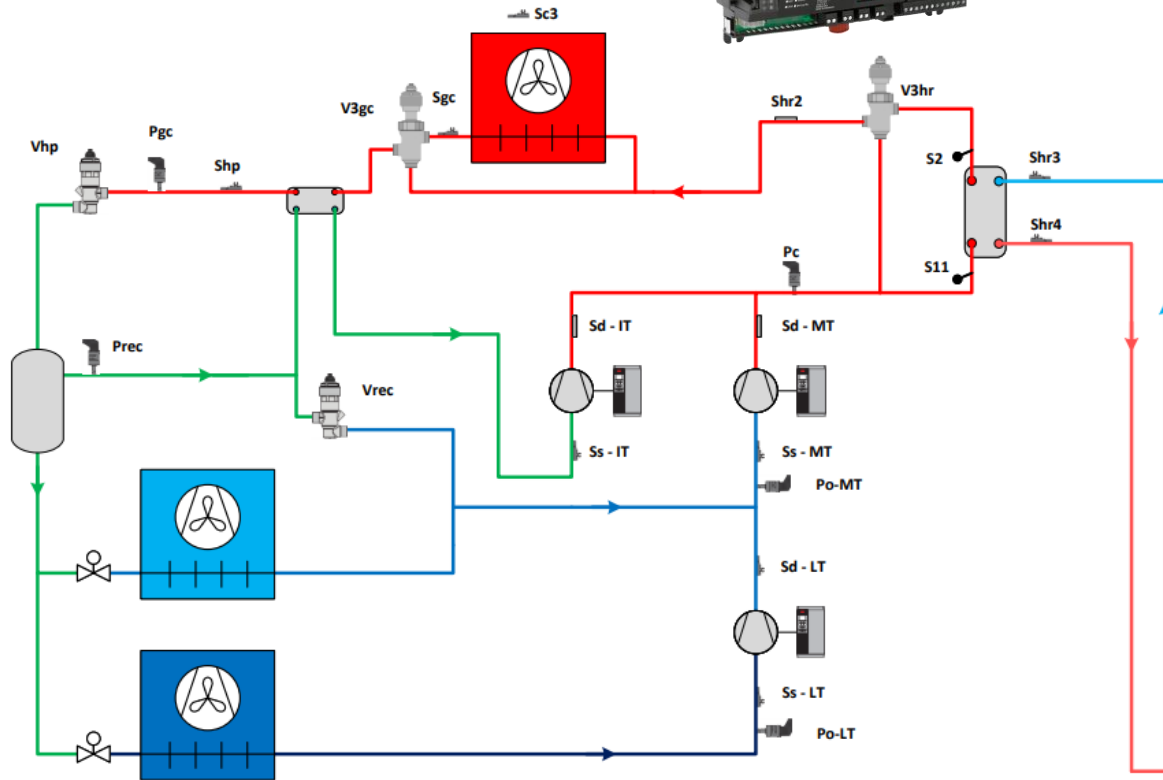 Sc3
V3hr
V3gc
Sgc
Shr2
Pgc
Vhp
Shp
S2
Shr3
Shr4
S11
Pc
Sd - IT
Sd - MT
Prec
Vrec
Ss - IT
Ss - MT
Po-MT
Sd - LT
Ss - LT
Po-LT